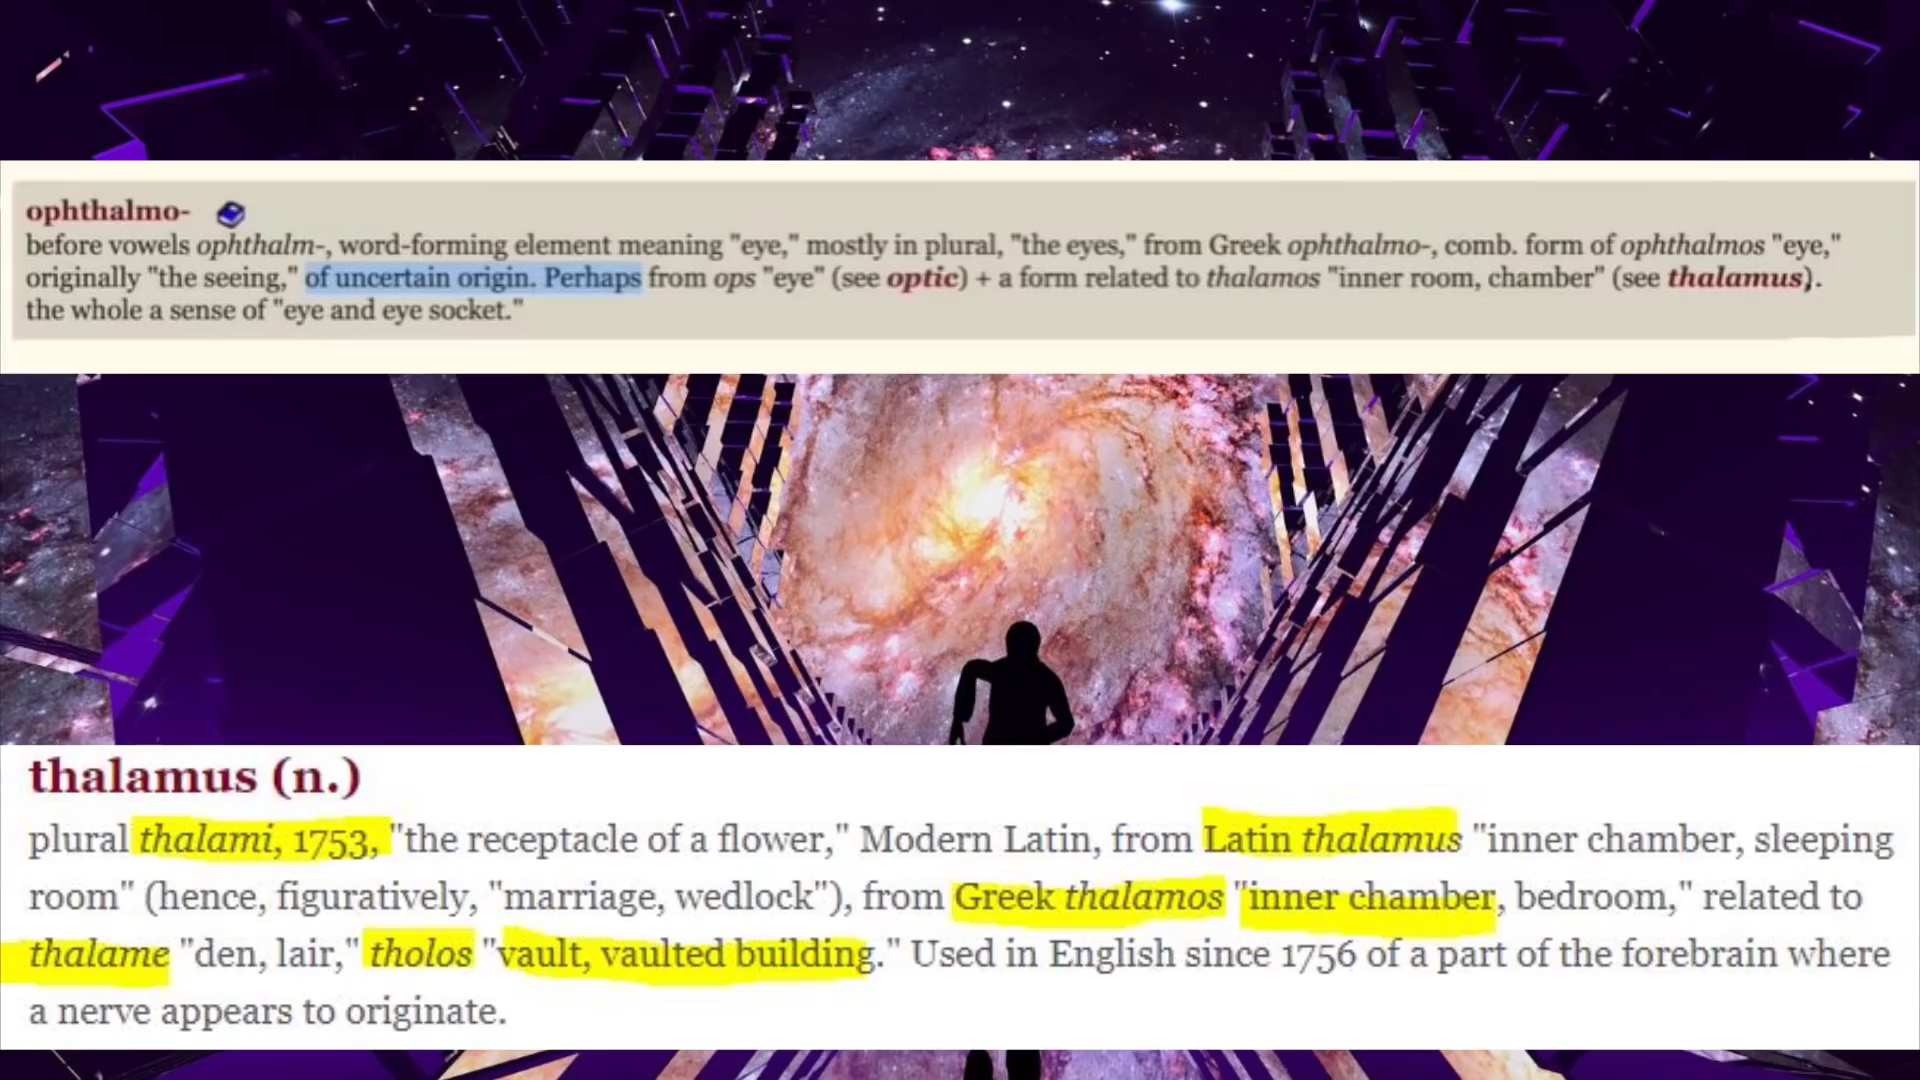 ophthalmo-
before vowels ophthalm-, word-forming element meaning "eye," mostly in plural, "the eyes," from Greek ophthalmo-, comb. form of ophthalmos "eye,"
originally "the seeing," of uncertain origin. Perhaps from ops "eye" (see optic) + a form related to thalamos "inner room, chamber" (see thalamus).
the whole a sense of "eye and eye socket."
thalamus (n.)
plural thalami, 1753, "the receptacle of a flower," Modern Latin, from Latin thalamus "inner chamber, sleeping
room" (hence, figuratively, "marriage, wedlock"), from Greek thalamos "inner chamber, bedroom," related to
thalame "den, lair," tholos "vault, vaulted building." Used in English since 1756 of a part of the forebrain where
a nerve appears to originate.